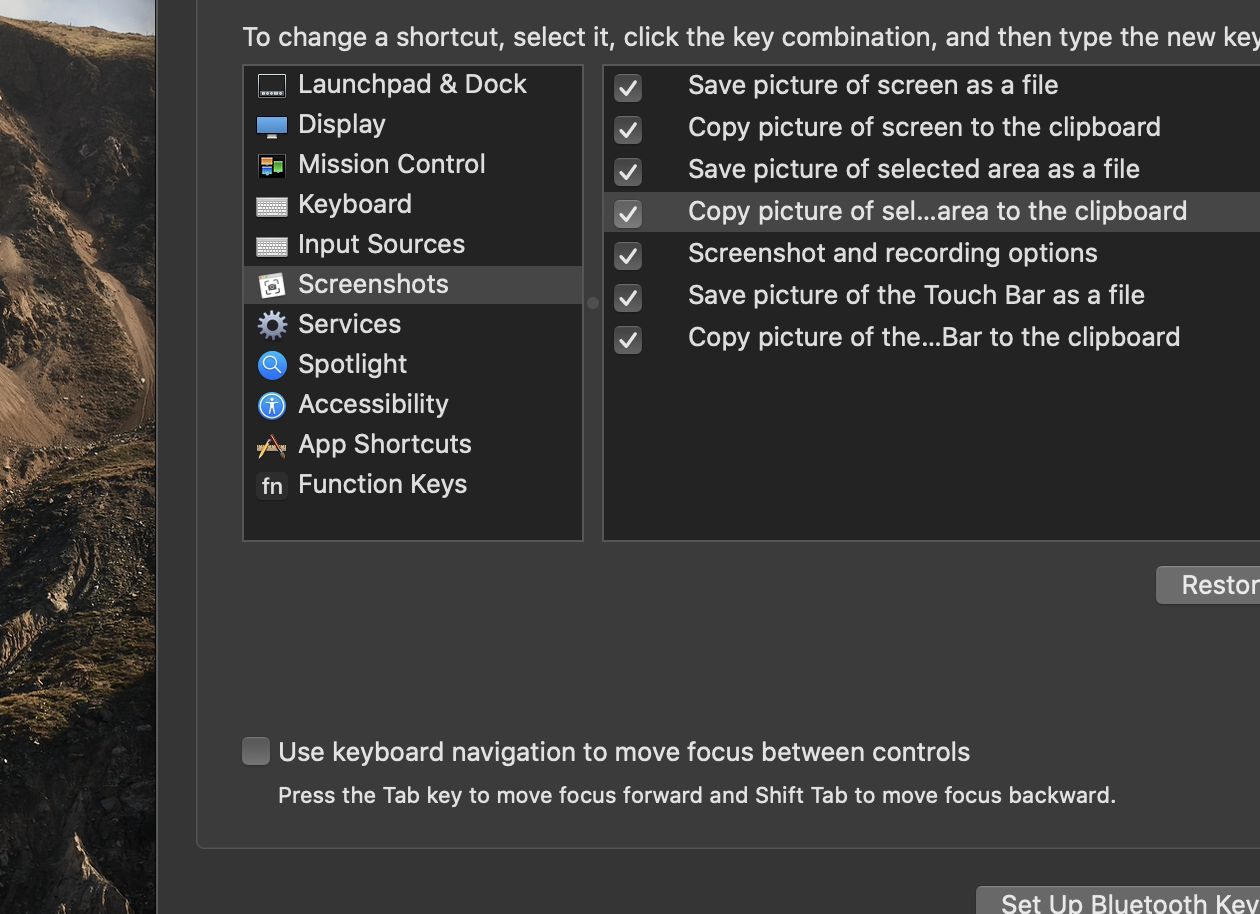 To change a shortcut, select it, click the key combination, and then type the new key
Launchpad & Dock
Display
Mission Control
Keyboard
Input Sources
Screenshots
Services
Spotlight
Accessibility
App Shortcuts
fn Function Keys
Save picture of screen as a file
Copy picture of screen to the clipboard
Save picture of selected area as a file
Copy picture of sel...area to the clipboard
Screenshot and recording options
Save picture of the Touch Bar as a file
Copy picture of the...Bar to the clipboard
Restor
Use keyboard navigation to move focus between controls
Press the Tab key to move focus forward and Shift Tab to move focus backward.
Set Up Bluetooth Key